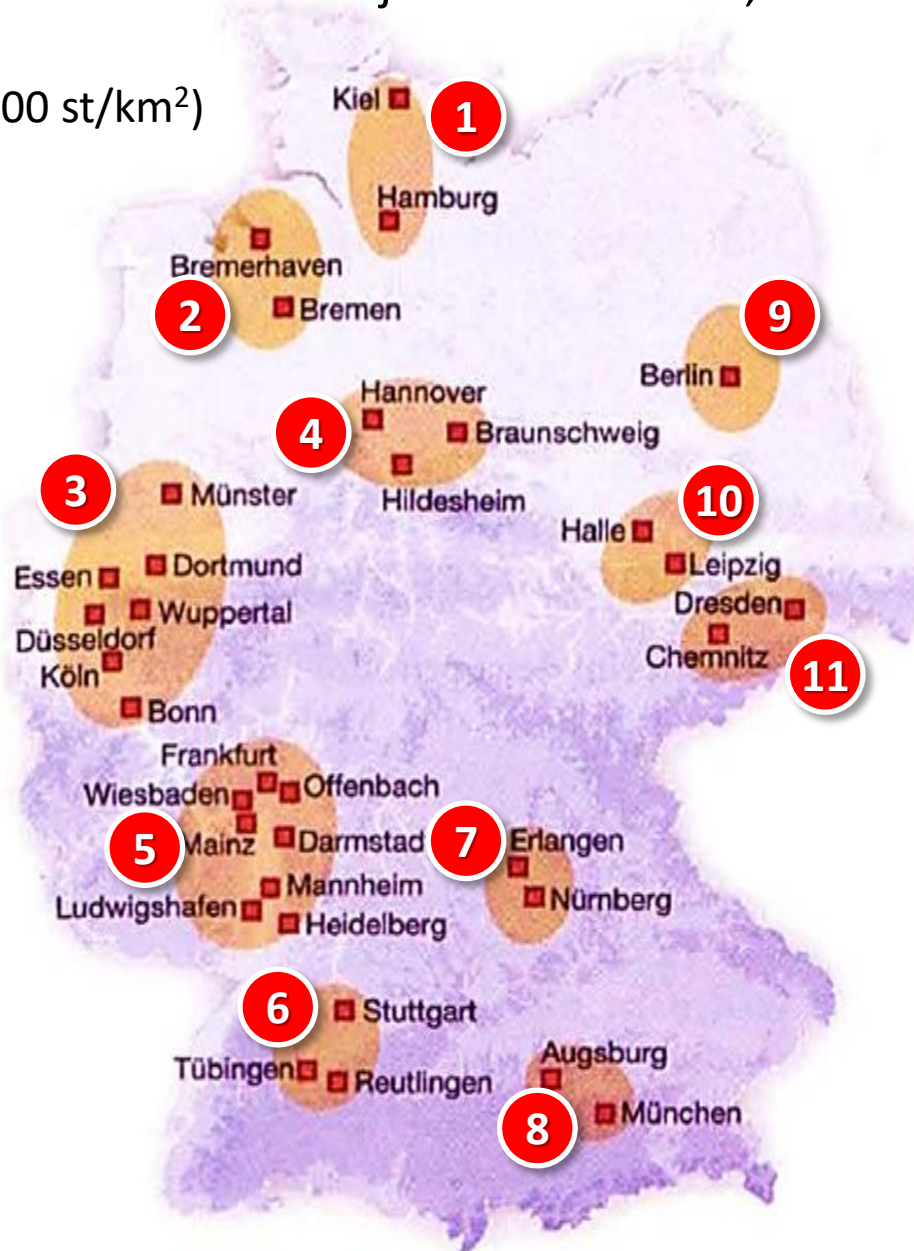 00 st/km²)
Kiel
1
Hamburg
Bremerhaven
2
Bremen
9
Berlin
Hannover
4
Braunschweig
Hildesheim
3
Münster
10
Halle
Essen
Dortmund
Leipzig
Wuppertal
Dresden
Düsseldorf
Chemnitz
Köln
11
Bonn
Frankfurt
Wiesbaden
Offenbach
5
Mainz
Darmstad
7
Erlangen
Mannheim
Nürnberg
Ludwigshafen
Heidelberg
6
Stuttgart
Augsburg
Tübingen
Reutlingen
8
München